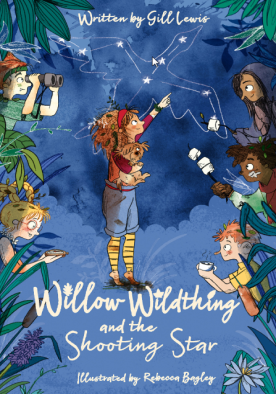 Written by Gill Lewis
Willow Wildthing
and the
Shooting Star
Illustrated by Rebecca Bagley